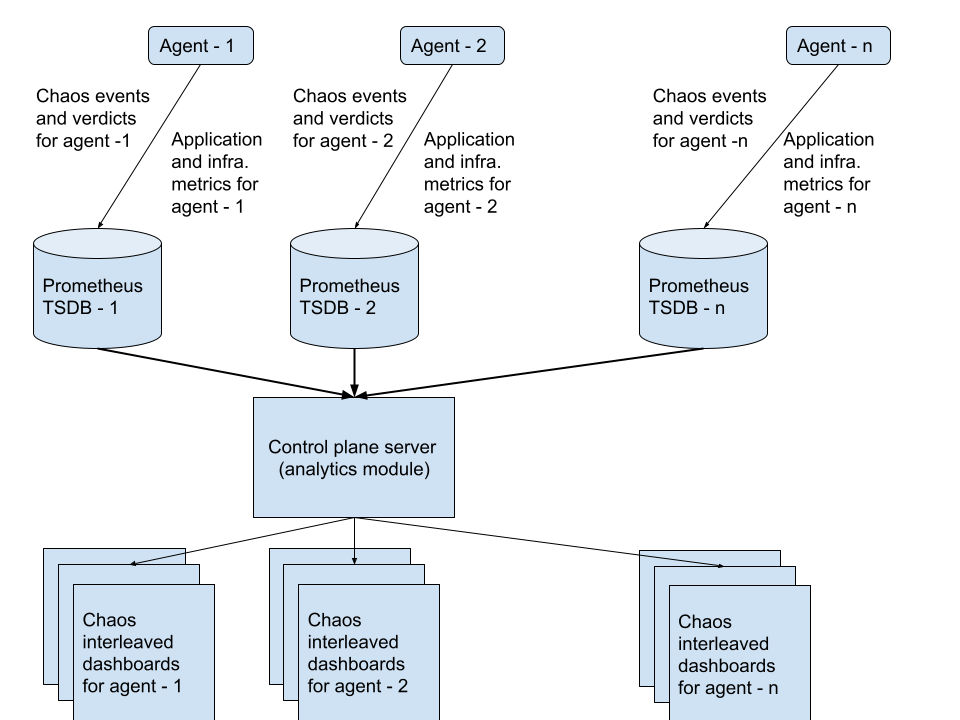 Agent - 1
Agent - 2
Agent - n
Chaos events
and verdicts
for agent -1
Application
and infra.
metrics for
agent - 1
Chaos events
and verdicts
for agent - 2
Application
and infra.
metrics for
agent - 2
Chaos events
and verdicts
for agent -n
Application
and infra.
metrics for
agent - n
Prometheus
TSDB - 1
Prometheus
TSDB - 2
Prometheus
TSDB - n
Control plane server
(analytics module)
Chaos
interleaved
dashboards
for agent - 1
Chaos
interleaved
dashboards
for agent - 2
Chaos
interleaved
dashboards
for agent - n